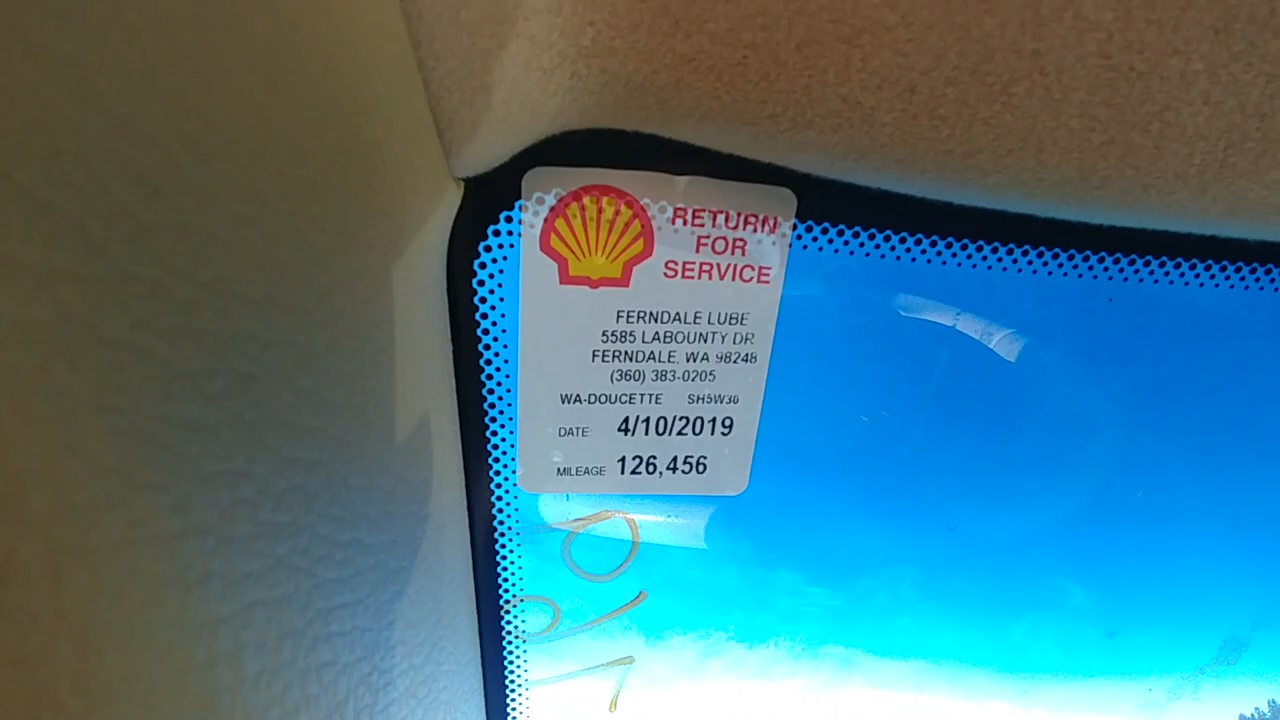 RETURN
FOR
SERVICE
FERNDALE LUBE
5585 LABOUNTY DR
FERNDALE, WA 98248
(360) 383-0205
WA-DOUCETTE SH5W30
DATE: 4/10/2019
MILEAGE 126,456